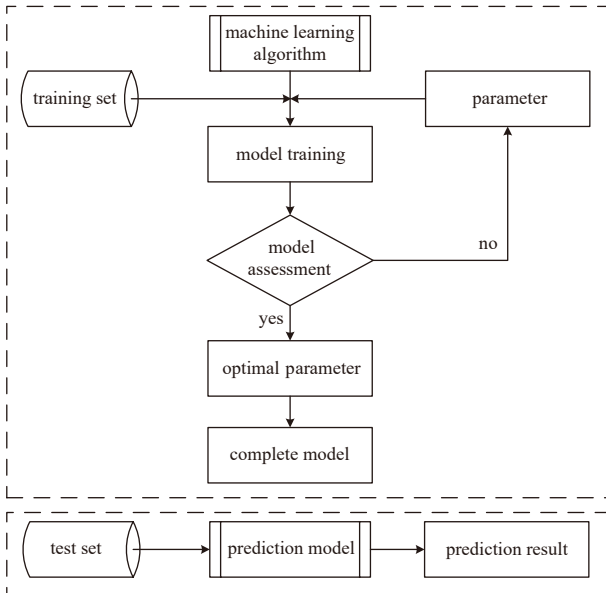 machine learning
algorithm
training set
parameter
model training
model
assessment
no
yes
optimal parameter
complete model
test set
prediction model
prediction result